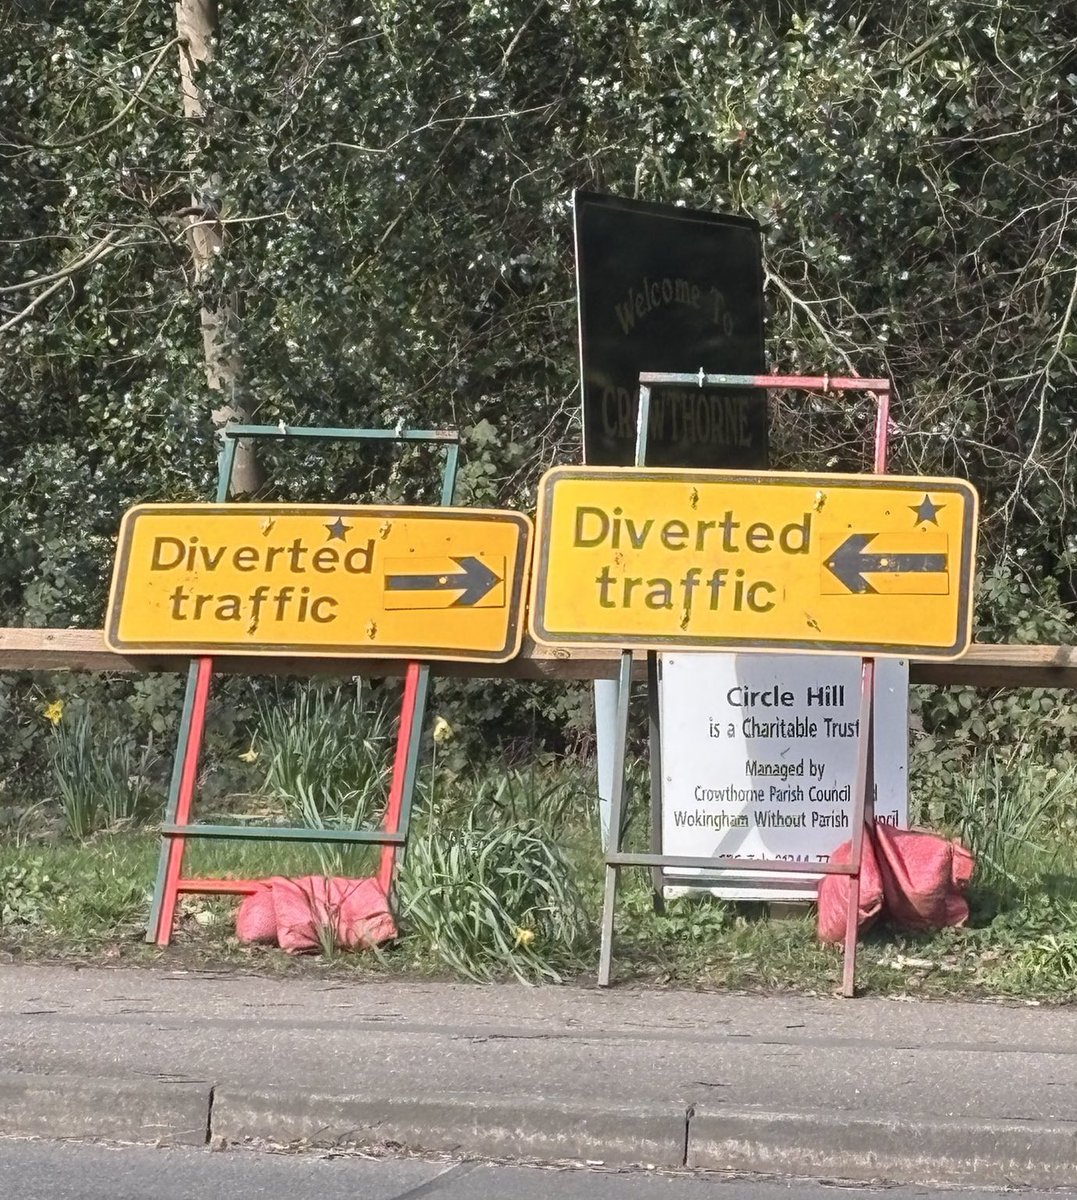 Welcome To
CROWTHORNE
Diverted
traffic
Diverted
traffic
Circle Hill
is a Charitable Trust
Managed by
Crowthorne Parish Council
Wokingham Without Parish